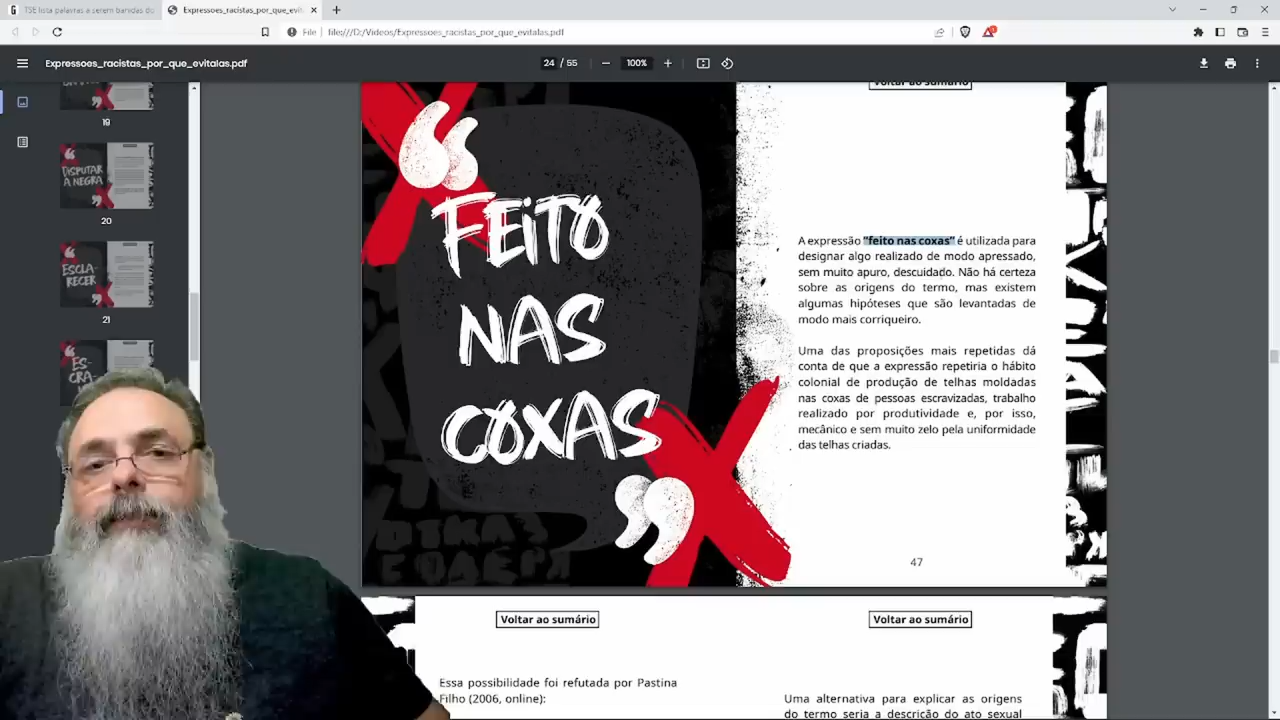 TSE lista palavras a serem barridas do
Expressoes_racistas_por_que_evit
File
file:///D:/Videos/Expressoes_racistas_por_que_evitalas.pdf
Expressoes_racistas_por_que_evitalas.pdf
24 / 55
100%
19
DISPUTAR
A NEGRA
20
ESCLA-
RECER
21
ES-
CRA
“
FEITO
NAS
COXAS
”
Voltar ao sumário
A expressão “feito nas coxas” é utilizada para
designar algo realizado de modo apressado,
sem muito apuro, descuidado. Não há certeza
sobre as origens do termo, mas existem
algumas hipóteses que são levantadas de
modo mais corriqueiro.
Uma das proposições mais repetidas dá
conta de que a expressão repetiria o hábito
colonial de produção de telhas moldadas
nas coxas de pessoas escravizadas, trabalho
realizado por produtividade e, por isso,
mecânico e sem muito zelo pela uniformidade
das telhas criadas.
47
Voltar ao sumário
Essa possibilidade foi refutada por Pastina
Filho (2006, online):
Voltar ao sumário
Uma alternativa para explicar as origens
do termo seria a descrição do ato sexual